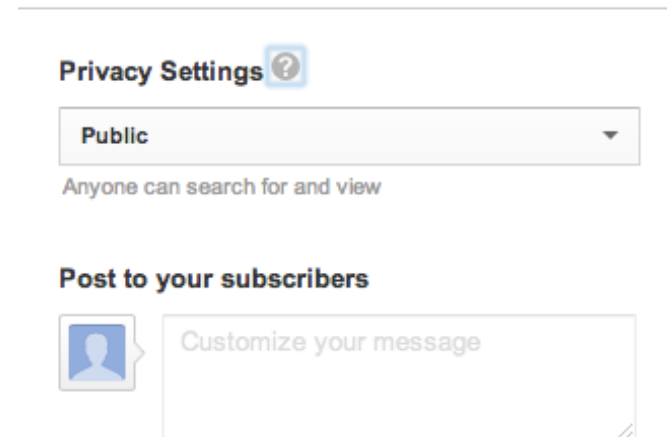 Privacy Settings ?
Public
Anyone can search for and view
Post to your subscribers
Customize your message